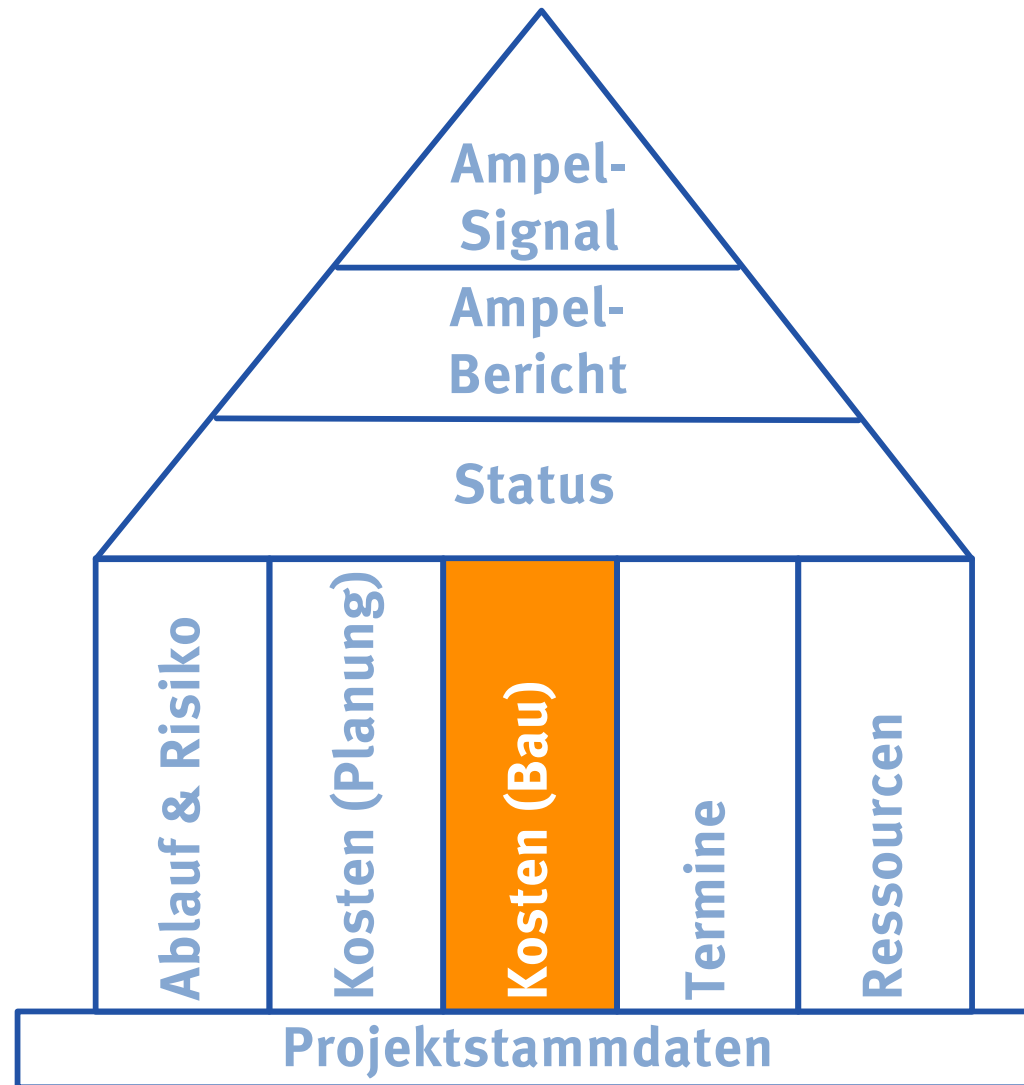 Ampel-
Signal
Ampel-
Bericht
Status
Ablauf & Risiko
Kosten (Planung)
Kosten (Bau)
Termine
Ressourcen
Projektstammdaten